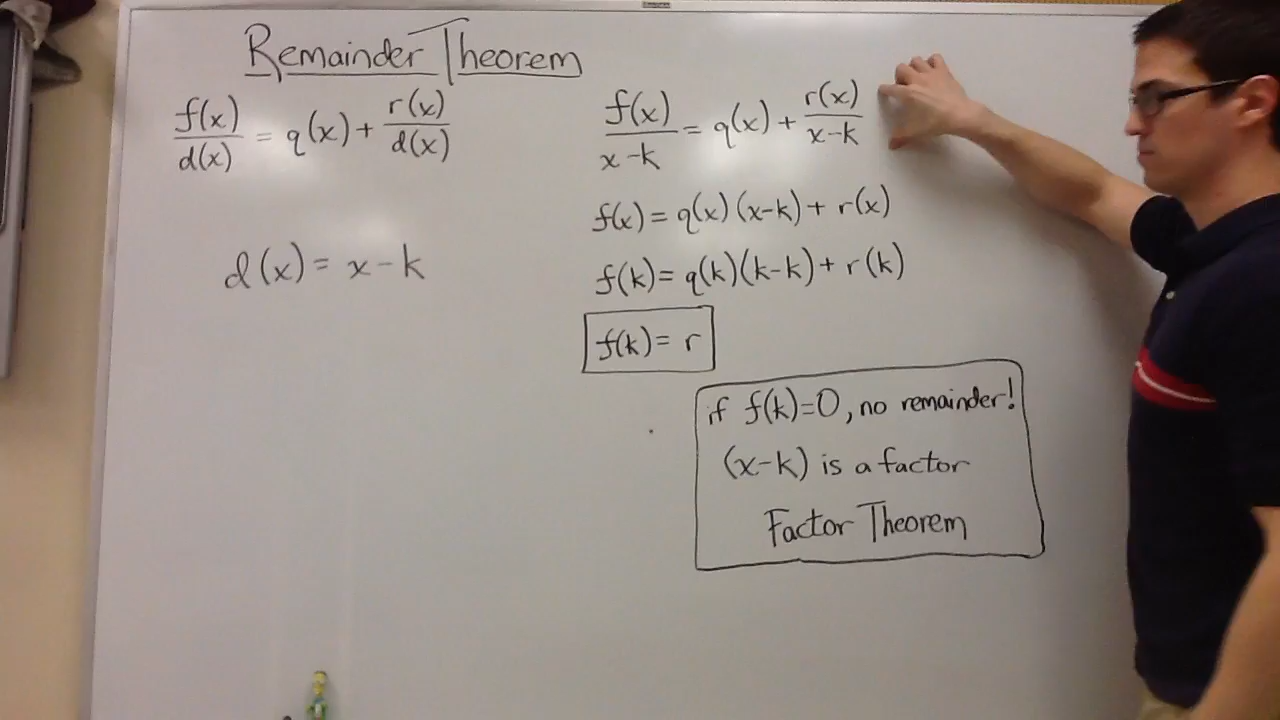 Remainder Theorem
f(x)/d(x) = q(x) + r(x)/d(x)
d(x) = x - k
f(x)/x-k = q(x) + r(x)/x-k
f(x) = q(x)(x-k) + r(x)
f(k) = q(k)(k-k) + r(k)
f(k) = r
if f(k)=0, no remainder!
(x-k) is a factor
Factor Theorem